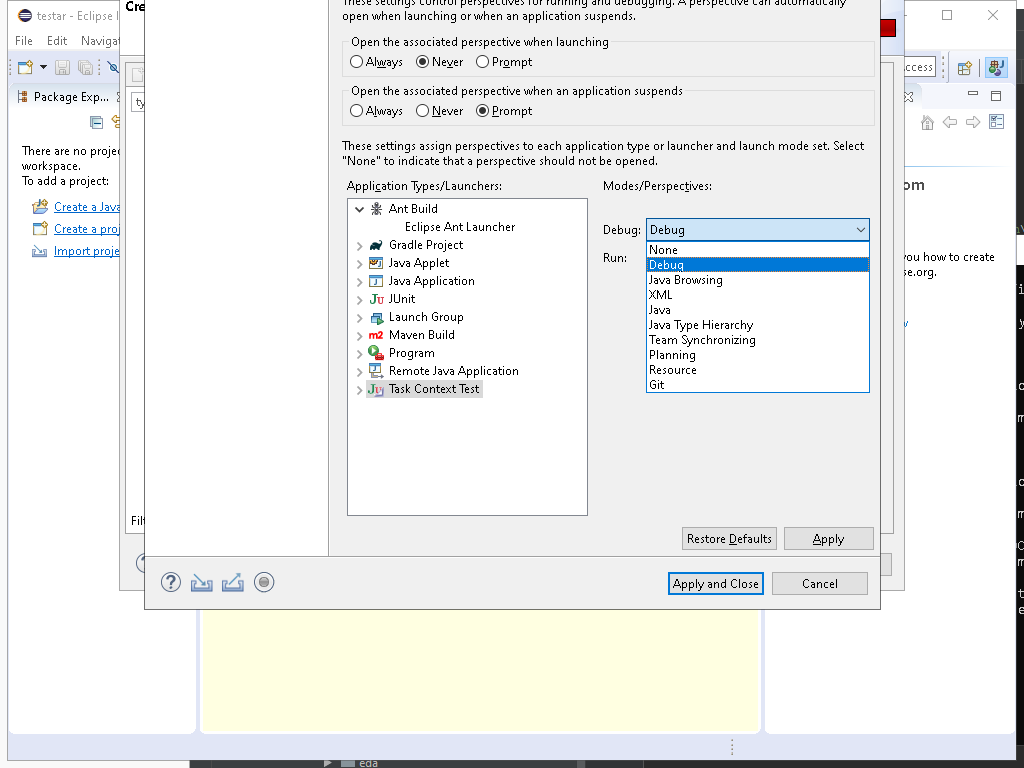 testar - Eclipse I
Cre
File Edit Navigat
Package Exp...
There are no proje
workspace.
To add a project:
Create a Java
Create a proj
Import proje
ty
Filt
These settings control perspectives for running and debugging. A perspective can automatically
open when launching or when an application suspends.
Open the associated perspective when launching
Always Never Prompt
Open the associated perspective when an application suspends
Always Never Prompt
These settings assign perspectives to each application type or launcher and launch mode set. Select
"None" to indicate that a perspective should not be opened.
Application Types/Launchers:
Ant Build
Eclipse Ant Launcher
Gradle Project
Java Applet
Java Application
JUnit
Launch Group
Maven Build
Program
Remote Java Application
Task Context Test
Modes/Perspectives:
Debug: Debug
Run:
None
Debug
Java Browsing
XML
Java
Java Type Hierarchy
Team Synchronizing
Planning
Resource
Git
Restore Defaults Apply
Apply and Close Cancel
ccess
om
you how to create
se.org.
eda